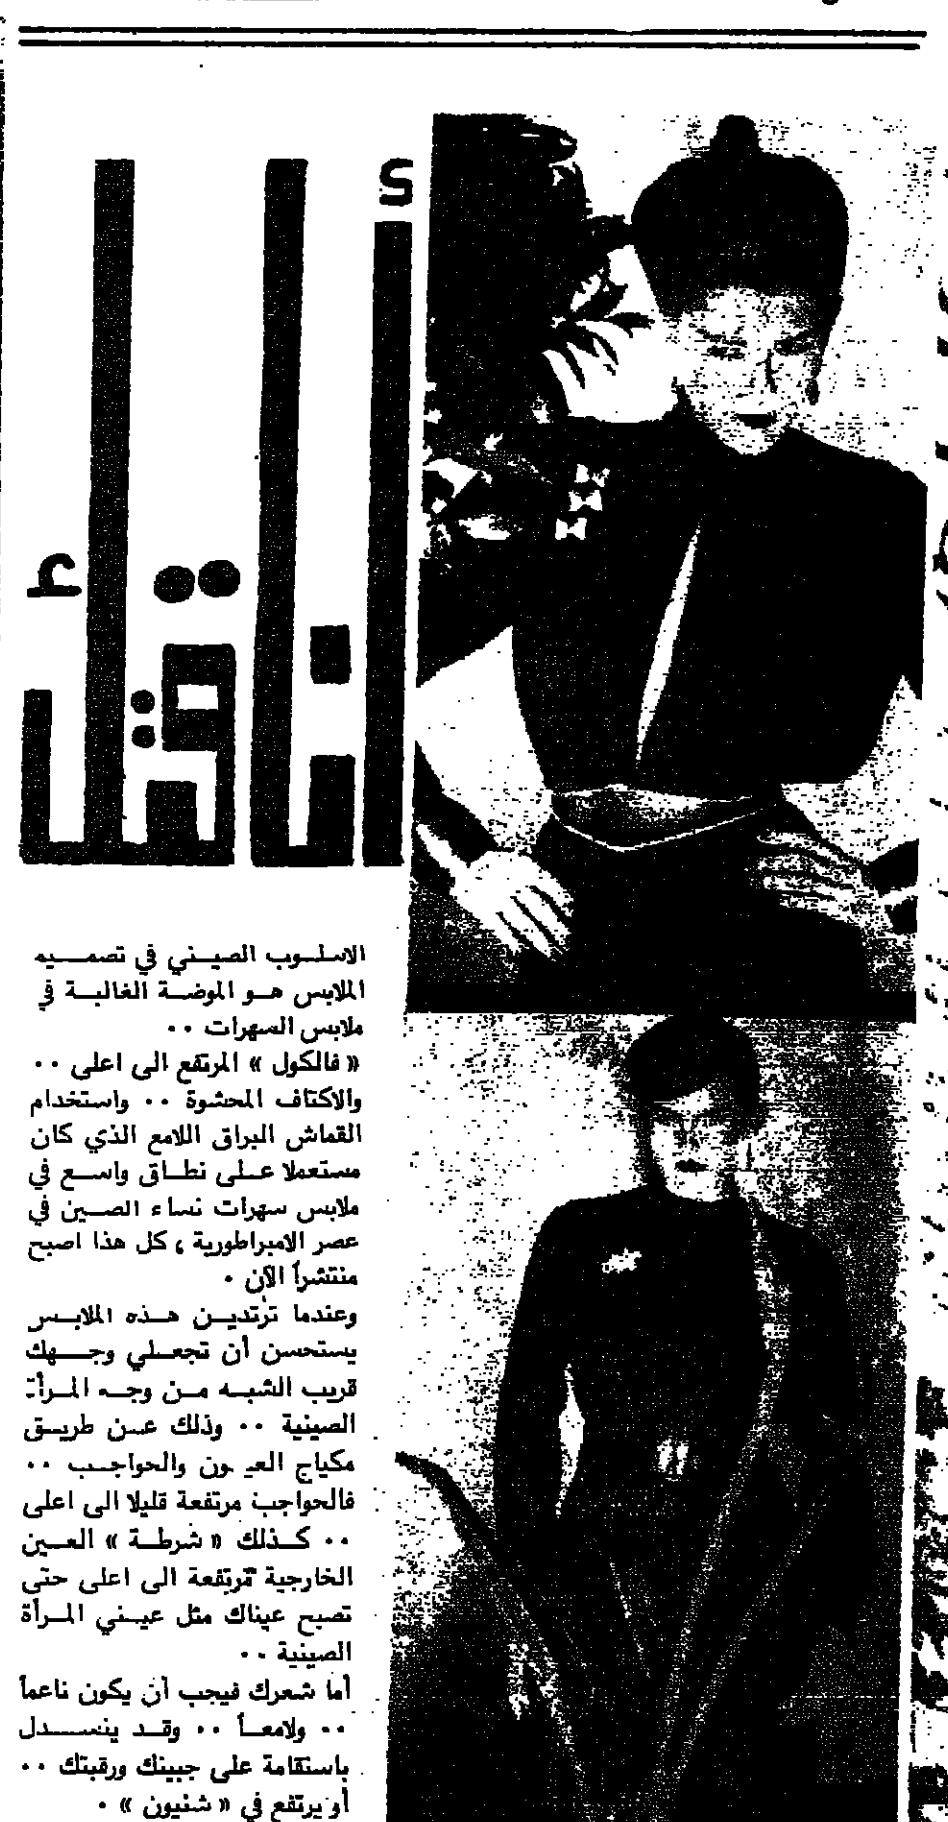 أناقتك
الاسلوب الصيني في تصميم
الملابس هو الموضة الغالبة في
ملابس السهرات ..
« فالكول » المرتفع الى اعلى ..
والاكتاف المحشوة .. واستخدام
القماش البراق اللامع الذي كان
مستعملا على نطاق واسع في
ملابس سهرات نساء الصين في
عصر الامبراطورية ، كل هذا اصبح
منتشراً الآن .
وعندما ترتدين هذه الملابس
يستحسن أن تجعلي وجهك
قريب الشبه من وجه المرأة
الصينية .. وذلك عن طريق
مكياج العيون والحواجب ..
فالحواجب مرتفعة قليلا الى اعلى
.. كذلك « شرطة » العين
الخارجية مرتفعة الى اعلى حتى
تصبح عيناك مثل عيني المرأة
الصينية ..
أما شعرك فيجب أن يكون ناعماً
.. ولامعاً .. وقد ينسدل
باستقامة على جبينك ورقبتك ..
أو يرتفع في « شنيون » .